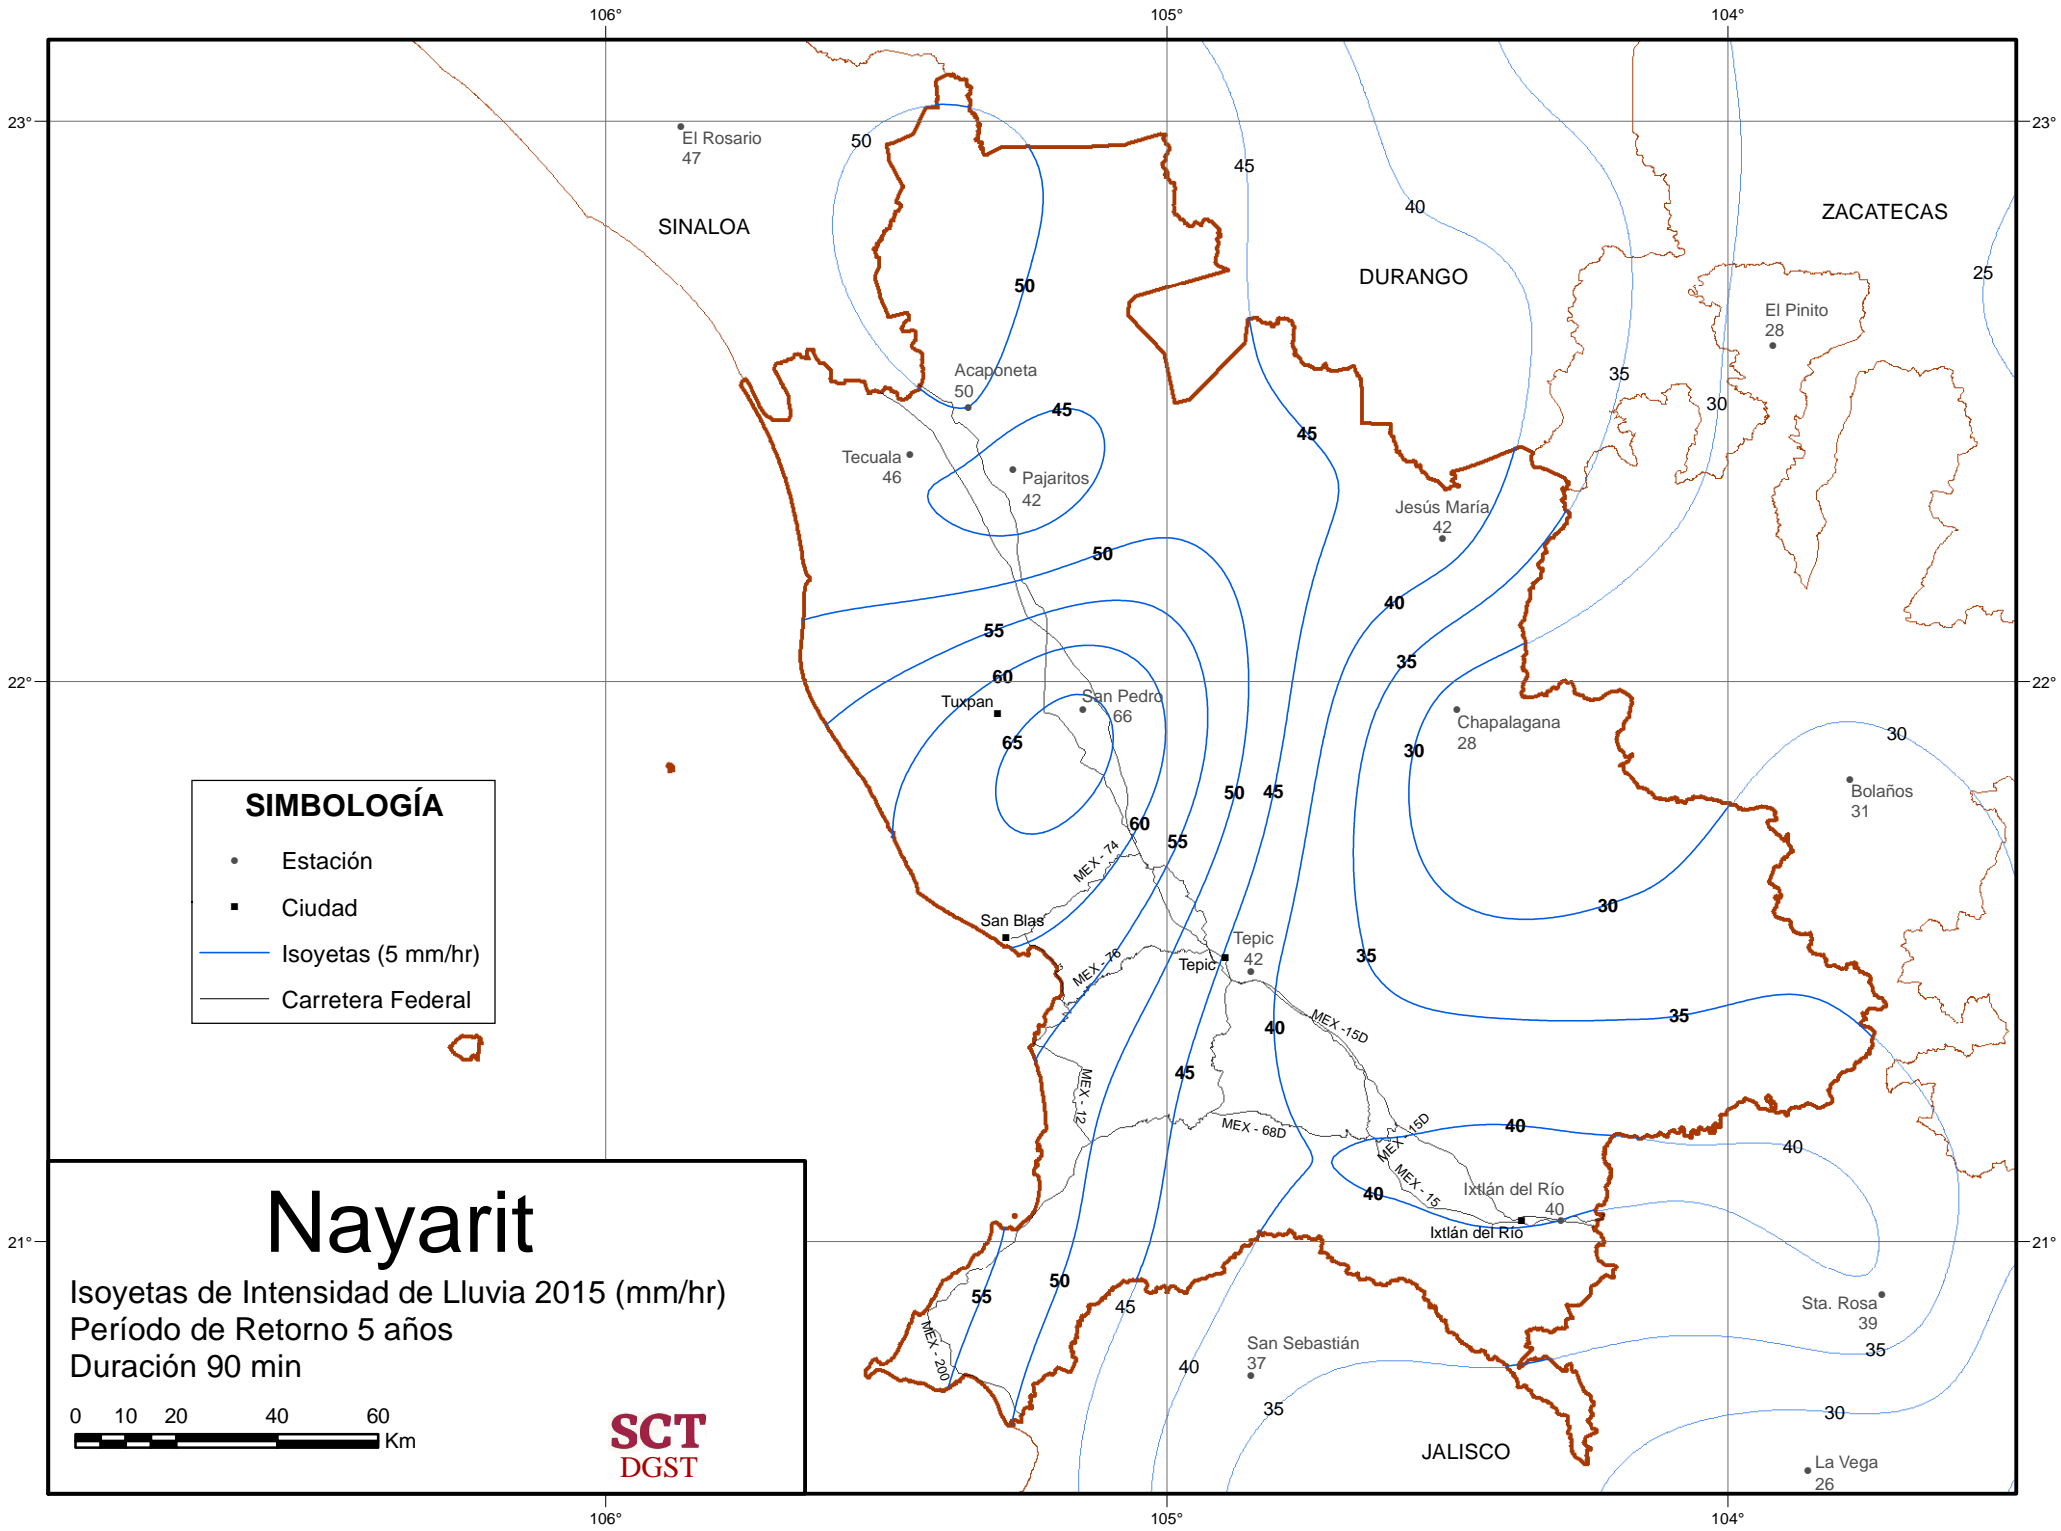 106°
105°
104°
23°
23°
El Rosario
47
50
45
40
SINALOA
ZACATECAS
DURANGO
25
50
El Pinito
28
Acaponeta
50
35
30
45
45
Tecuala
46
Pajaritos
42
Jesús María
42
50
40
55
35
60
22°
22°
Tuxpan
San Pedro
66
Chapalagana
28
65
30
30
Bolaños
31
50
45
SIMBOLOGÍA
Estación
Ciudad
Isoyetas (5 mm/hr)
Carretera Federal
60
55
MEX - 74
30
San Blas
Tepic
42
Tepic
MEX - 76
35
35
40
MEX -15D
45
MEX - 12
MEX - 68D
MEX - 15D
40
40
MEX - 15
40
Ixtlán del Río
40
Ixtlán del Río
Nayarit
21°
21°
Isoyetas de Intensidad de Lluvia 2015 (mm/hr)
Período de Retorno 5 años
Duración 90 min
50
55
45
MEX - 200
Sta. Rosa
39
San Sebastián
37
35
40
35
30
0 10 20 40 60
Km
SCT
DGST
JALISCO
La Vega
26
106°
105°
104°